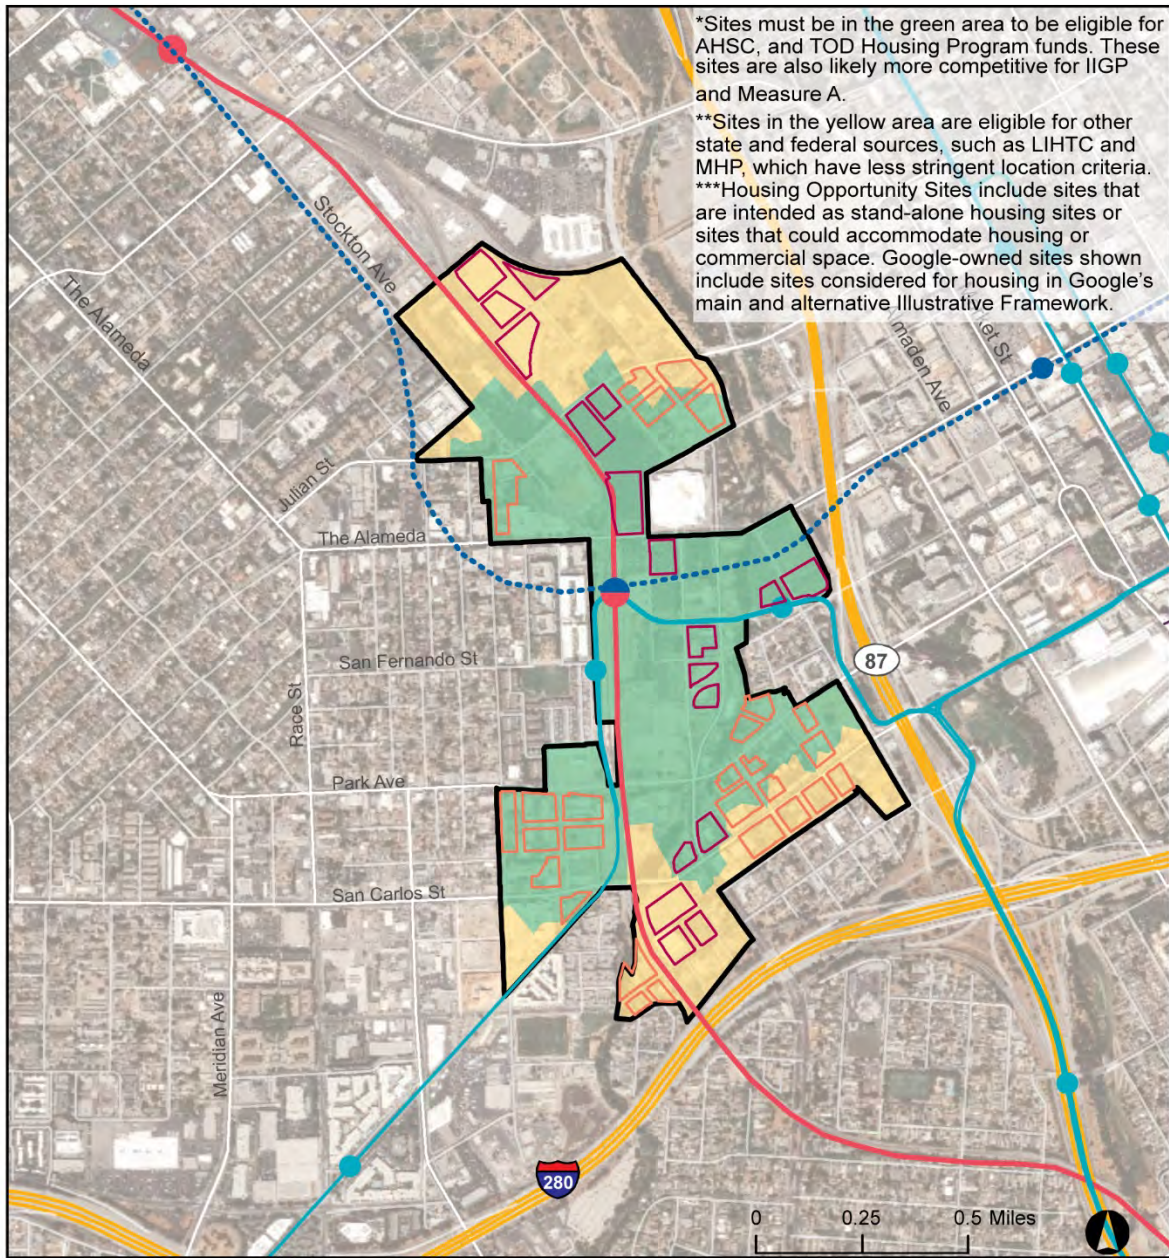 *Sites must be in the green area to be eligible for
AHSC, and TOD Housing Program funds. These
sites are also likely more competitive for IIGP
and Measure A.
**Sites in the yellow area are eligible for other
state and federal sources, such as LIHTC and
MHP, which have less stringent location criteria.
***Housing Opportunity Sites include sites that
are intended as stand-alone housing sites or
sites that could accommodate housing or
commercial space. Google-owned sites shown
include sites considered for housing in Google's
main and alternative Illustrative Framework.
Stockton Ave
The Alameda
Julian St
The Alameda
San Fernando St
87
Race St
Park Ave
San Carlos St
Meridian Ave
280
0 0.25 0.5 Miles